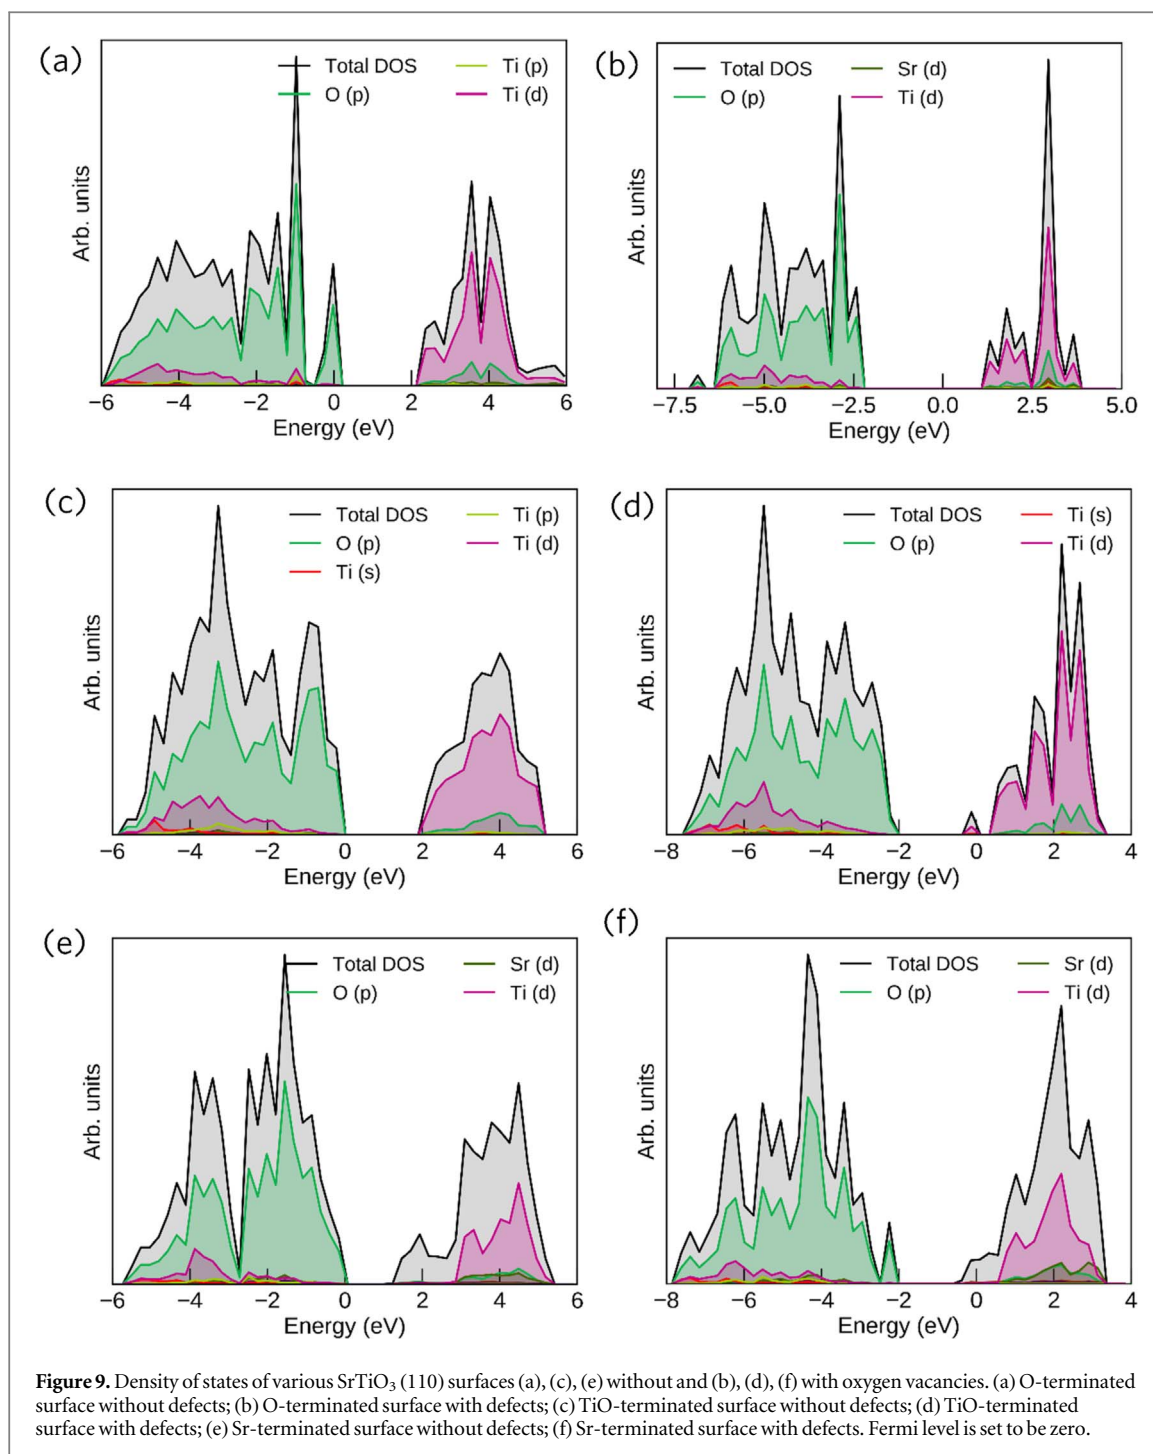 (a)
Total DOS
O (p)
Ti (p)
Ti (d)
Arb. units
−6 −4 −2 0 2 4 6
Energy (eV)
(b)
Total DOS
O (p)
Sr (d)
Ti (d)
Arb. units
−7.5 −5.0 −2.5 0.0 2.5 5.0
Energy (eV)
(c)
Total DOS
O (p)
Ti (s)
Ti (p)
Ti (d)
Arb. units
−6 −4 −2 0 2 4 6
Energy (eV)
(d)
Total DOS
O (p)
Ti (s)
Ti (d)
Arb. units
−8 −6 −4 −2 0 2 4
Energy (eV)
(e)
Total DOS
O (p)
Sr (d)
Ti (d)
Arb. units
−6 −4 −2 0 2 4 6
Energy (eV)
(f)
Total DOS
O (p)
Sr (d)
Ti (d)
Arb. units
−8 −6 −4 −2 0 2 4
Energy (eV)
Figure 9. Density of states of various SrTiO₃ (110) surfaces (a), (c), (e) without and (b), (d), (f) with oxygen vacancies. (a) O-terminated
surface without defects; (b) O-terminated surface with defects; (c) TiO-terminated surface without defects; (d) TiO-terminated
surface with defects; (e) Sr-terminated surface without defects; (f) Sr-terminated surface with defects. Fermi level is set to be zero.